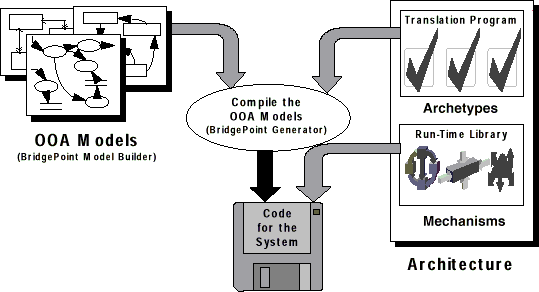 Translation Program
Archetypes
Compile the
OOA Models
(BridgePoint Generator)
OOA Models
(BridgePoint Model Builder)
Run-Time Library
Mechanisms
Code
for the
System
Architecture